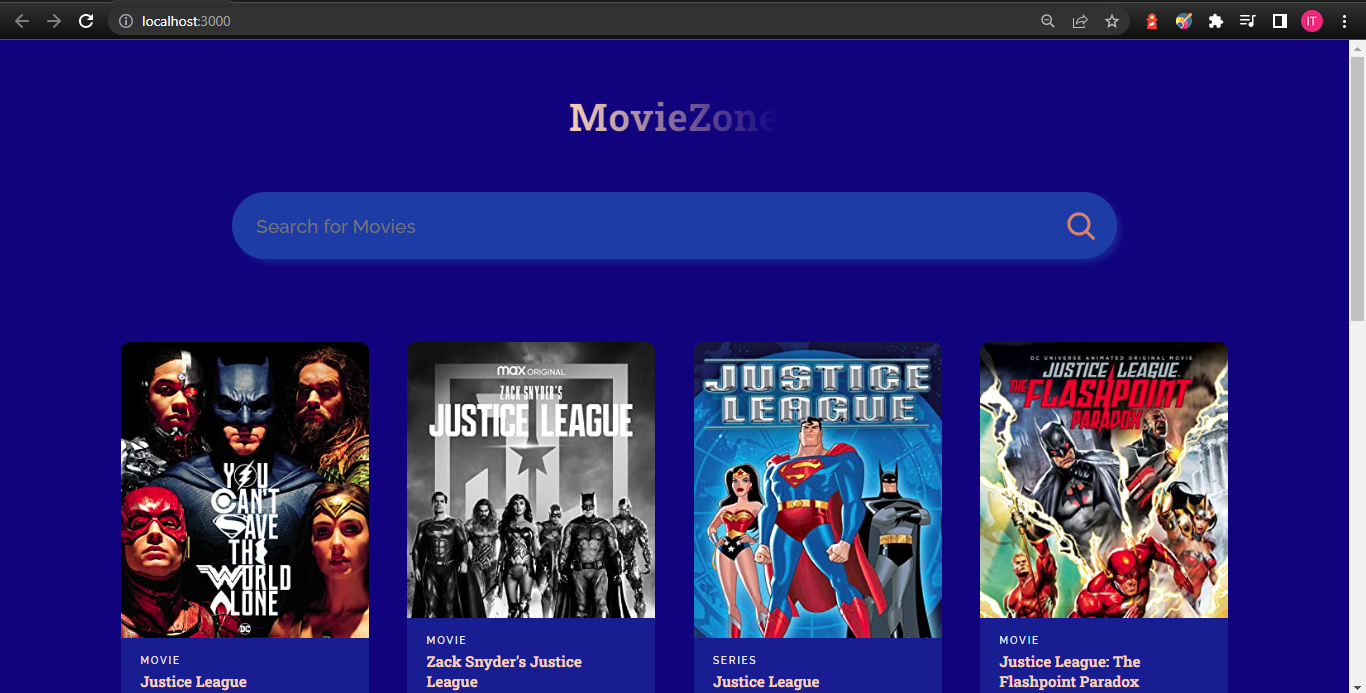 localhost:3000
IT
MovieZone
Search for Movies
YOU
CAN'T
SAVE
THE
WORLD
ALONE
DC
MOVIE
Justice League
max ORIGINAL
ZACK SNYDER'S
JUSTICE LEAGUE
MOVIE
Zack Snyder's Justice
League
JUSTICE
LEAGUE
SERIES
Justice League
DC UNIVERSE ANIMATED ORIGINAL MOVIE
JUSTICE LEAGUE
THE FLASHPOINT
PARADOX
MOVIE
Justice League: The
Flashpoint Paradox